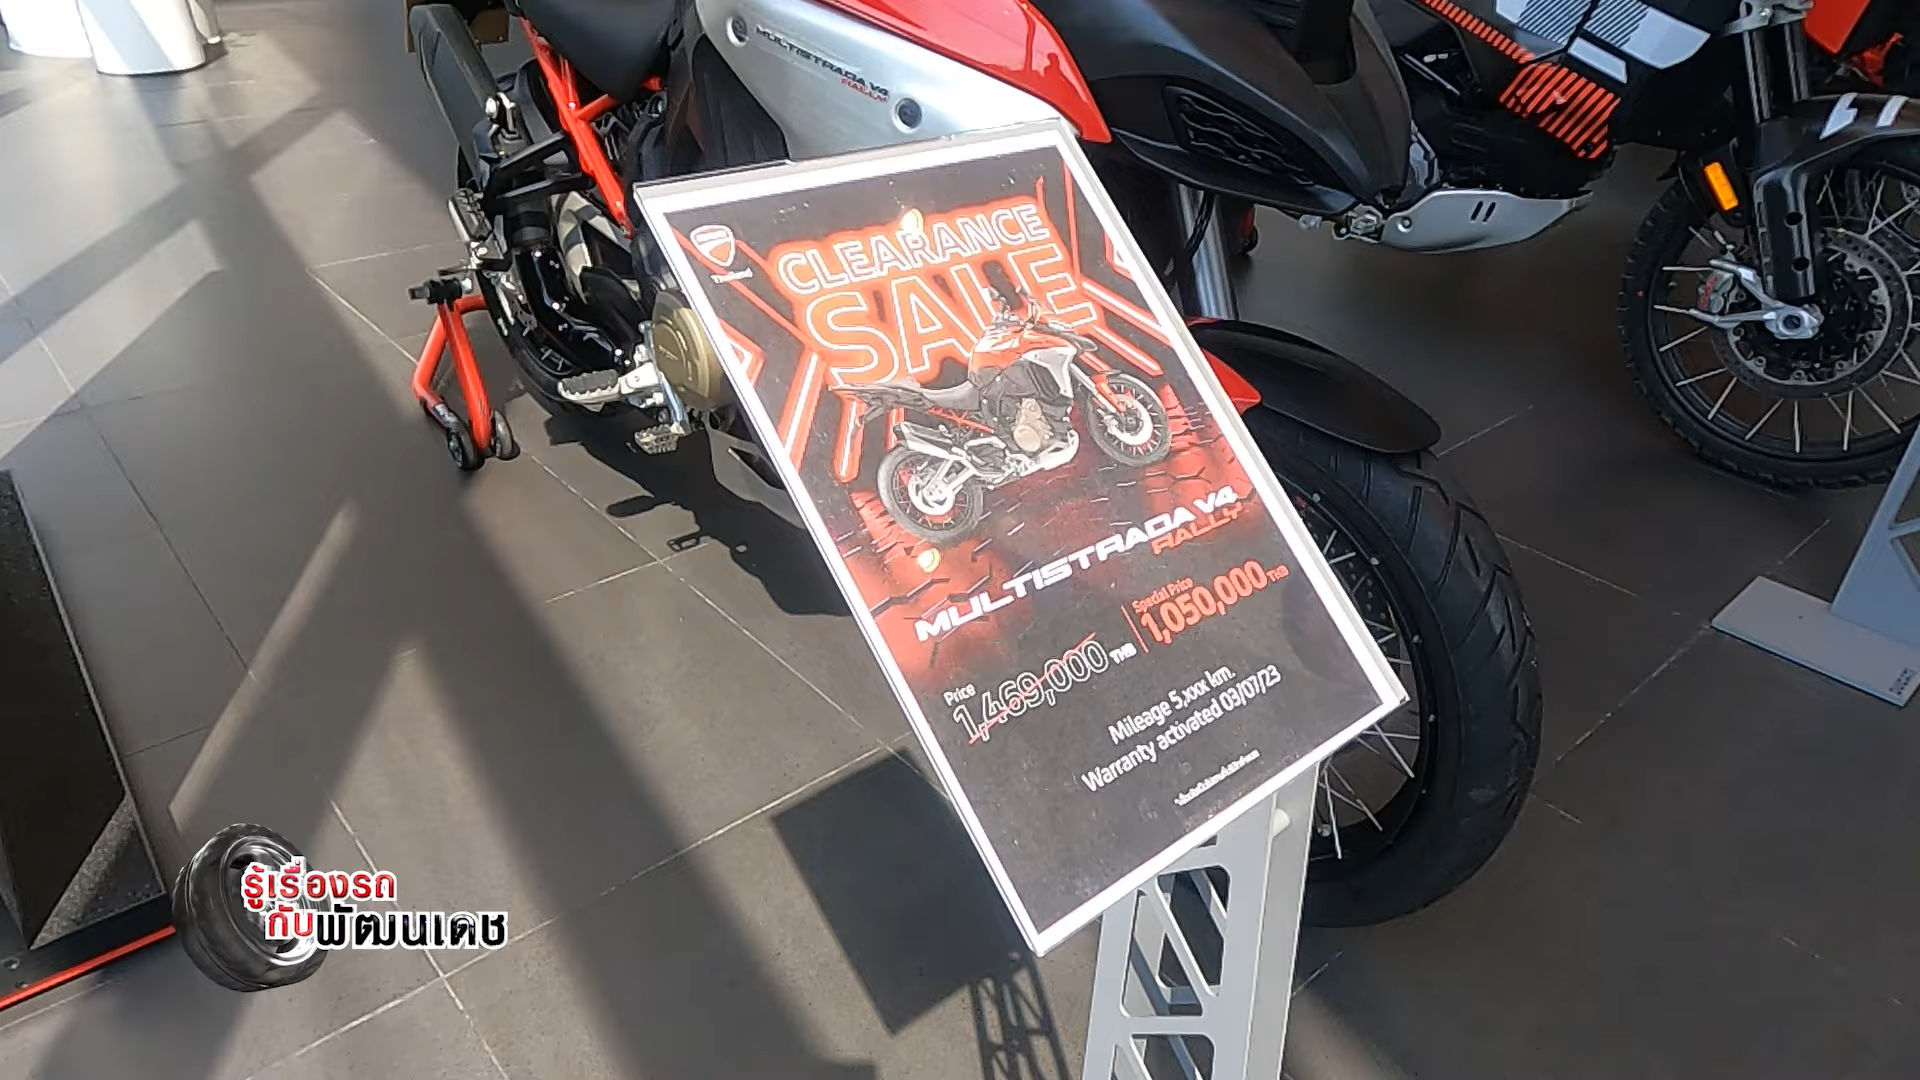 MULTISTRADA V4
RALLY
DUCATI
Thailand
CLEARANCE
SALE
MULTISTRADA V4
RALLY
Price
1,469,000 THB
Special Price
1,050,000 THB
Mileage 5,xxx km.
Warranty activated 03/07/23
รู้เรื่องรถ
กับพัฒนเดช